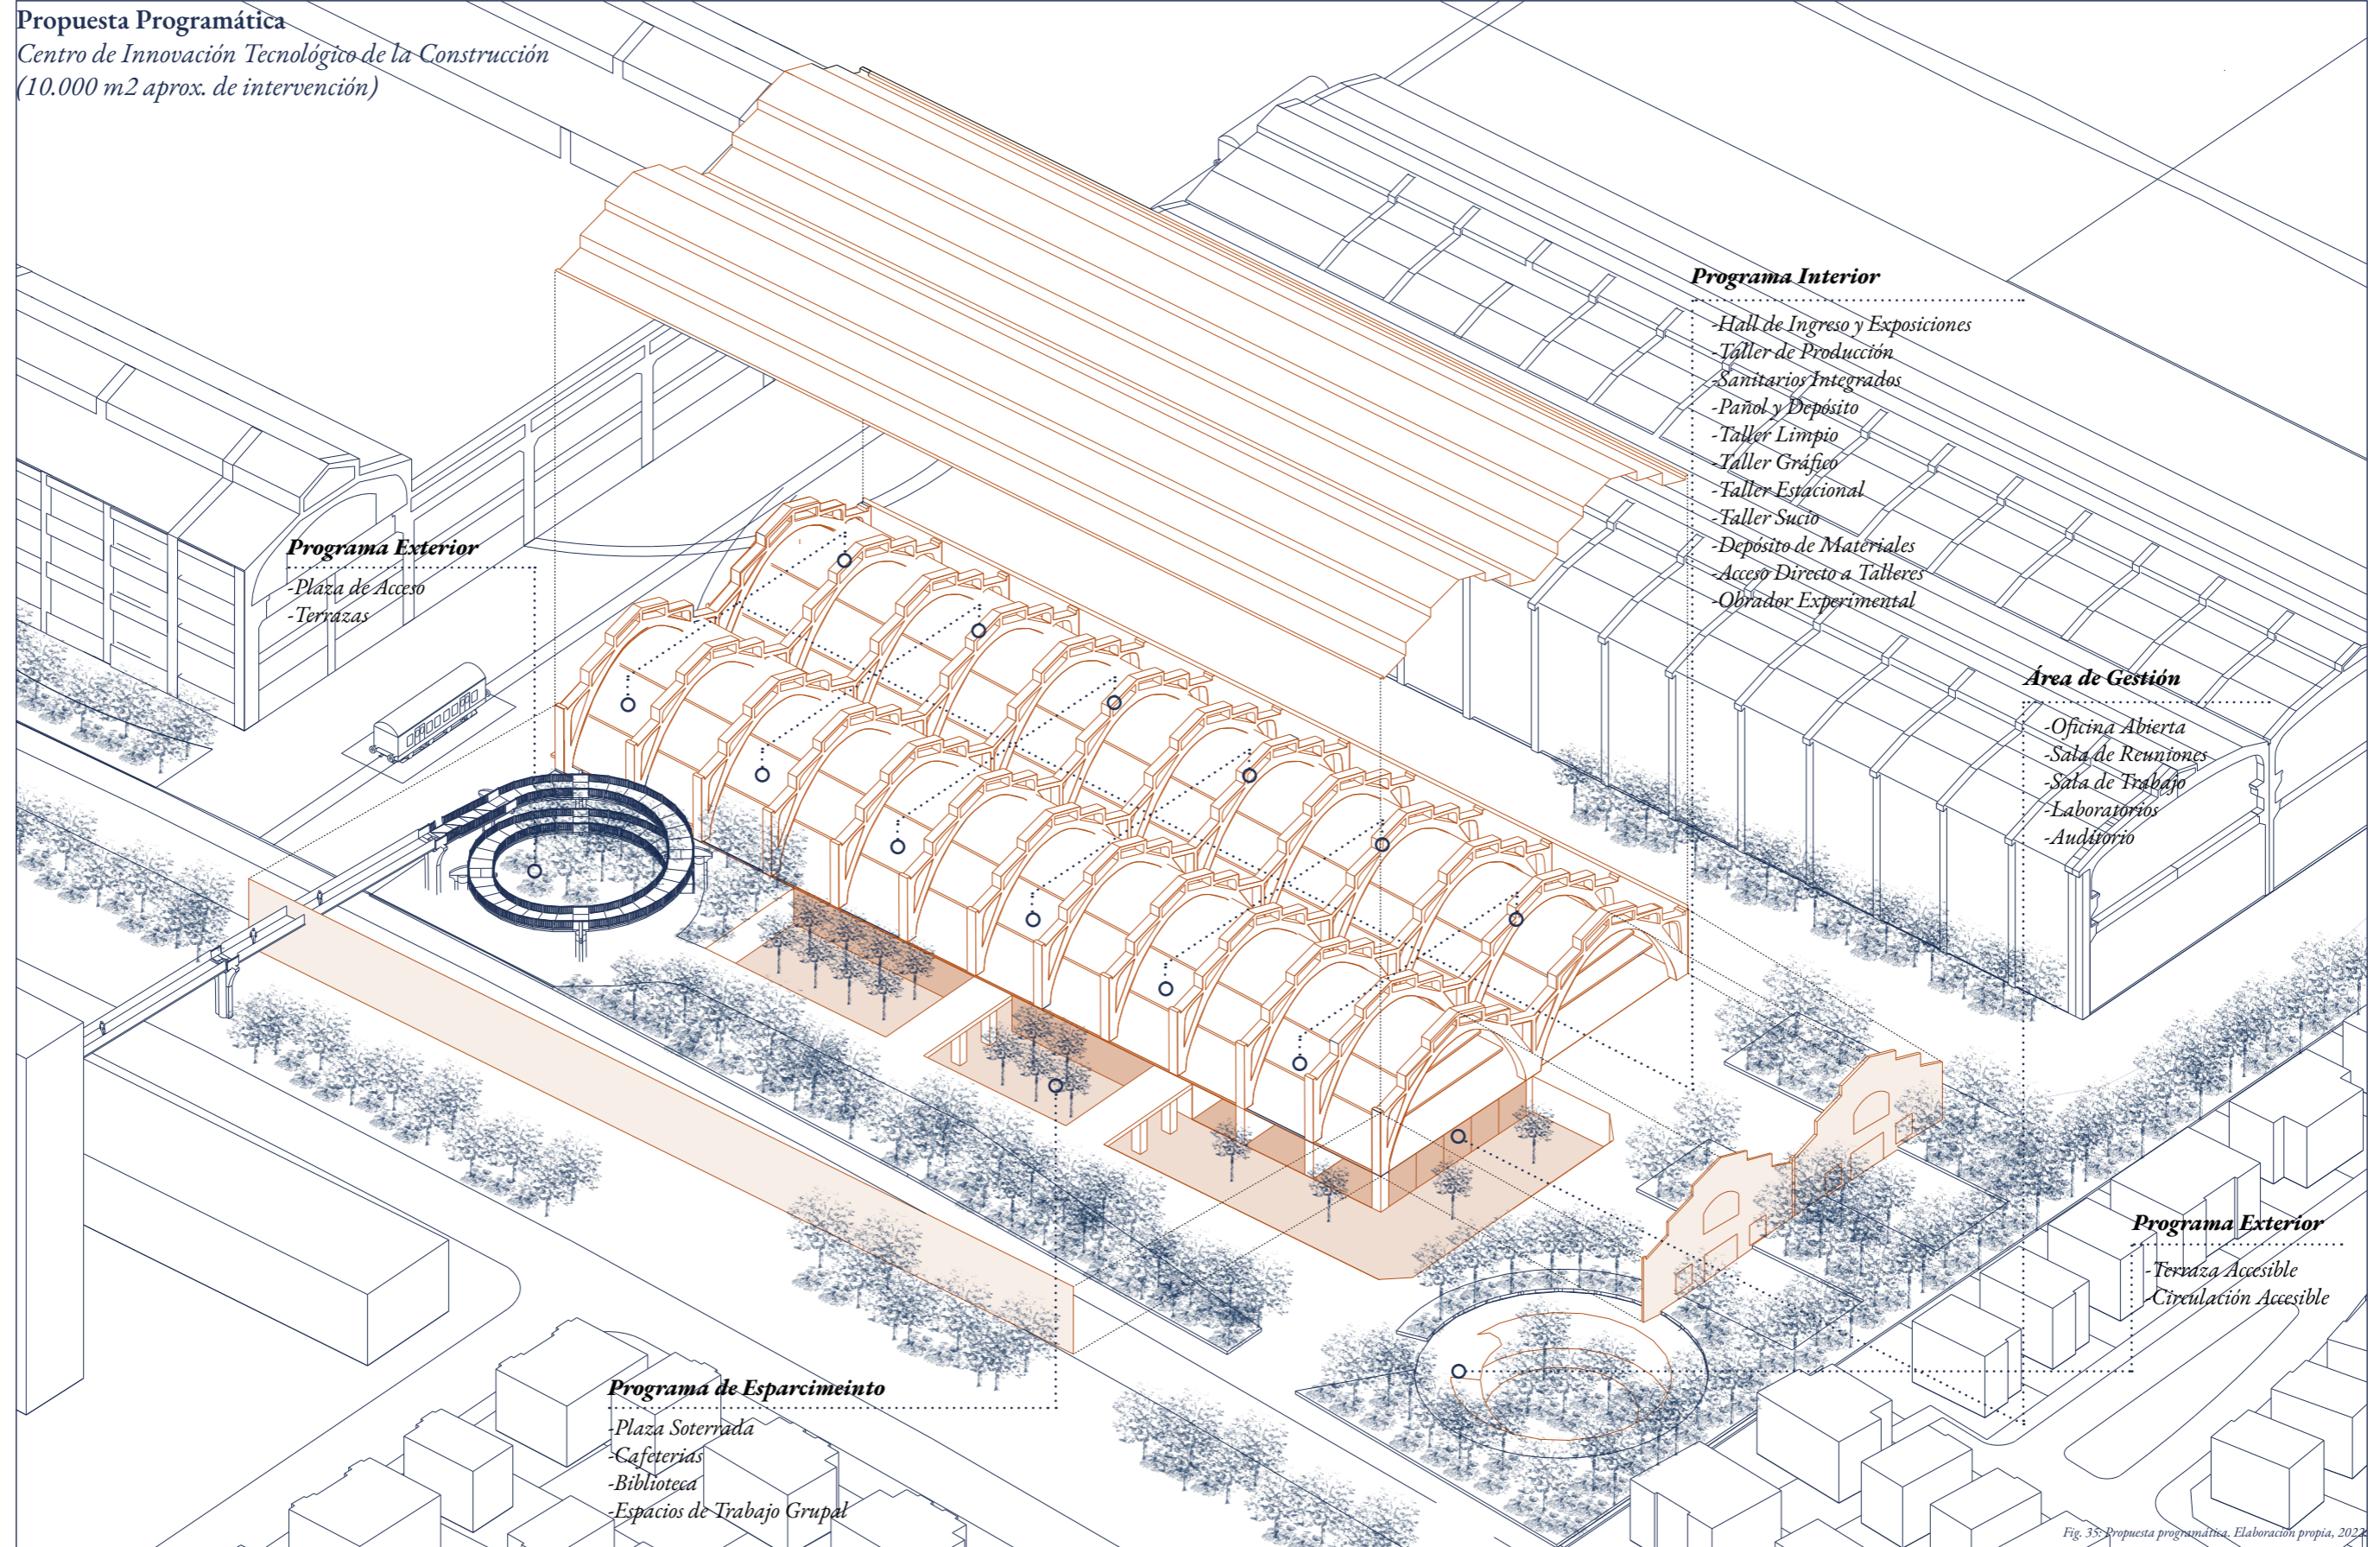 Propuesta Programática
Centro de Innovación Tecnológico de la Construcción
(10.000 m2 aprox. de intervención)
Programa Interior
-Hall de Ingreso y Exposiciones
-Taller de Producción
-Sanitarios Integrados
-Pañol y Depósito
-Taller Limpio
-Taller Gráfico
-Taller Estacional
-Taller Sucio
-Depósito de Materiales
-Acceso Directo a Talleres
-Obrador Experimental
Programa Exterior
-Plaza de Acceso
-Terrazas
Área de Gestión
-Oficina Abierta
-Sala de Reuniones
-Sala de Trabajo
-Laboratorios
-Auditorio
Programa Exterior
-Terraza Accesible
-Circulación Accesible
Programa de Esparcimeinto
-Plaza Soterrada
-Cafeterias
-Biblioteca
-Espacios de Trabajo Grupal
Fig. 35: Propuesta programática. Elaboración propia, 2022